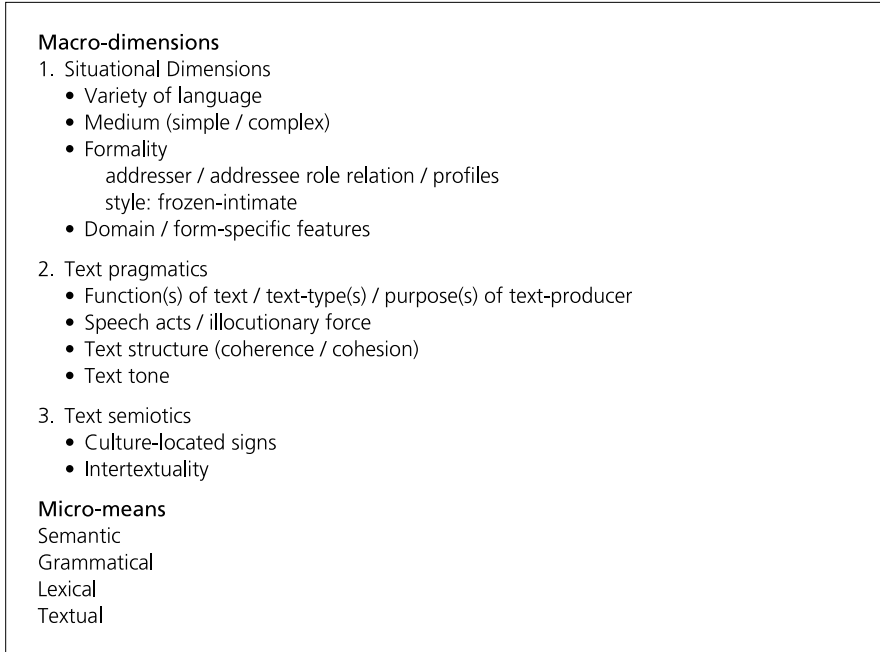 Macro-dimensions
1. Situational Dimensions
• Variety of language
• Medium (simple / complex)
• Formality
addresser / addressee role relation / profiles
style: frozen-intimate
• Domain / form-specific features
2. Text pragmatics
• Function(s) of text / text-type(s) / purpose(s) of text-producer
• Speech acts / illocutionary force
• Text structure (coherence / cohesion)
• Text tone
3. Text semiotics
• Culture-located signs
• Intertextuality
Micro-means
Semantic
Grammatical
Lexical
Textual